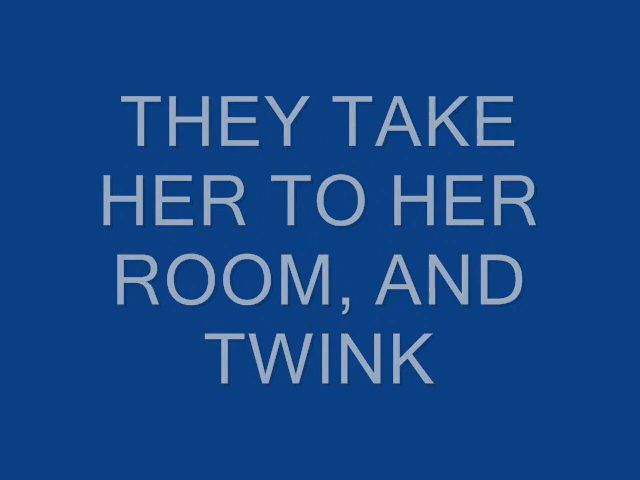 THEY TAKE
HER TO HER
ROOM, AND
TWINK